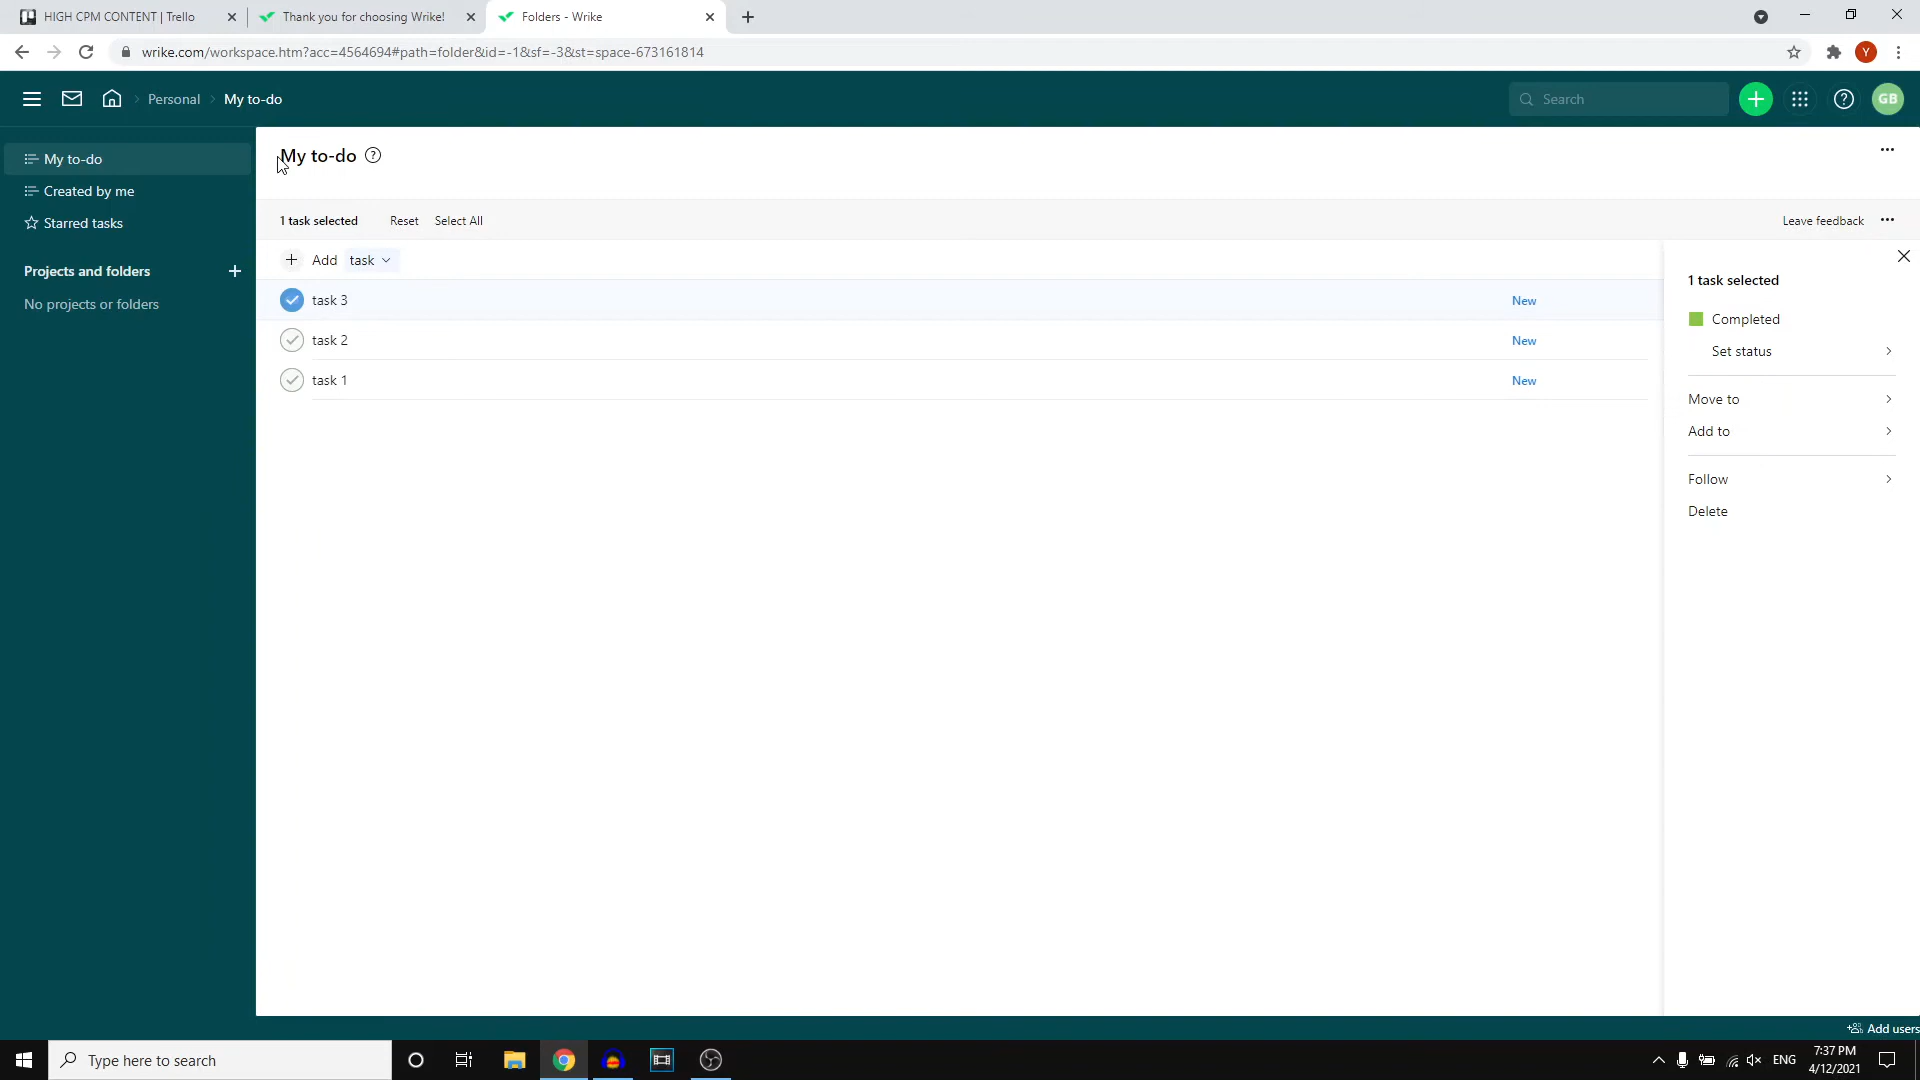 HIGH CPM CONTENT | Trello
Thank you for choosing Wrike!
Folders - Wrike
wrike.com/workspace.htm?acc=4564694#path=folder&id=-1&sf=-3&st=space-673161814
Y
Personal
My to-do
Search
GB
My to-do
Created by me
Starred tasks
Projects and folders
No projects or folders
My to-do
1 task selected
Reset
Select All
Leave feedback
Add
task
task 3
New
task 2
New
task 1
New
1 task selected
Completed
Set status
Move to
Add to
Follow
Delete
Add users
Type here to search
ENG
7:37 PM
4/12/2021